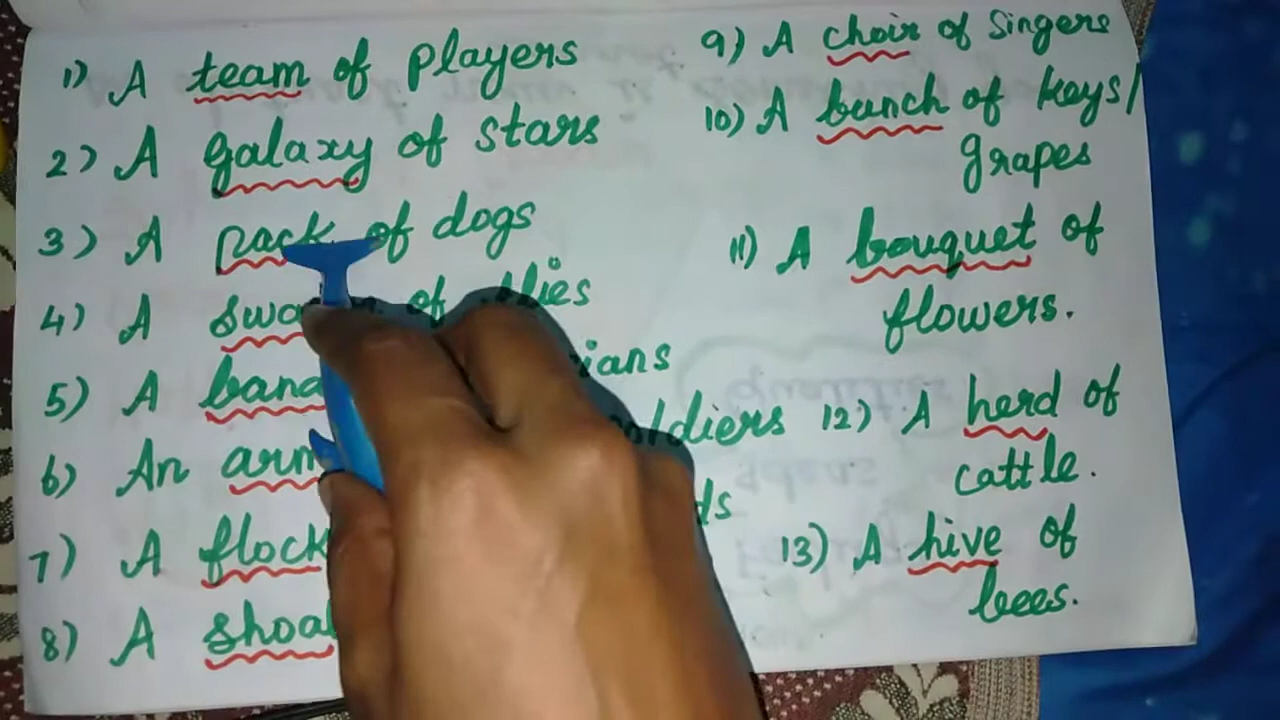 1) A team of players
2) A galaxy of stars
3) A pack of dogs
4) A of
5) A
6) An
7) A flock
8) A
9) A choir of Singers
10) A bunch of keys/
grapes
11) A bouquet of
flowers.
12) A herd of
cattle.
13) A hive of
bees.